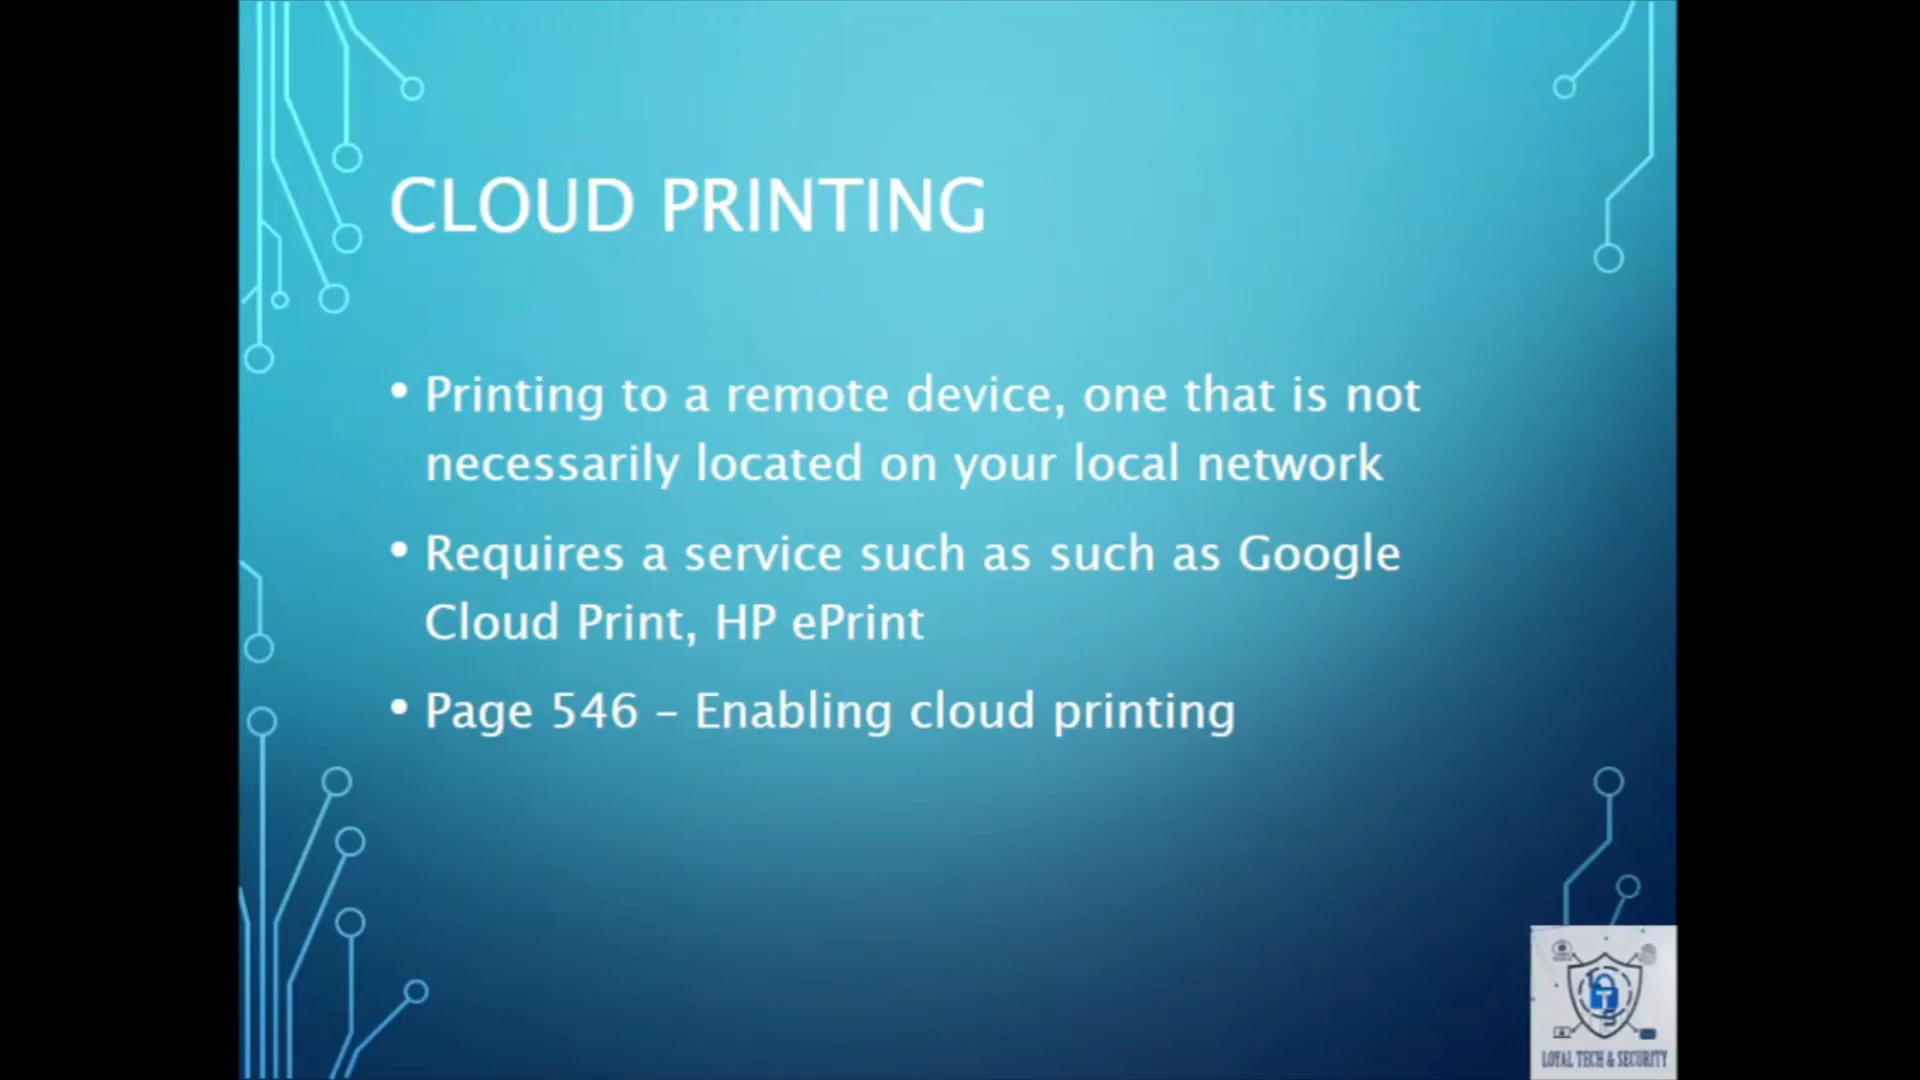 CLOUD PRINTING
• Printing to a remote device, one that is not
necessarily located on your local network
• Requires a service such as such as Google
Cloud Print, HP ePrint
• Page 546 – Enabling cloud printing
LOYAL TECH & SECURITY